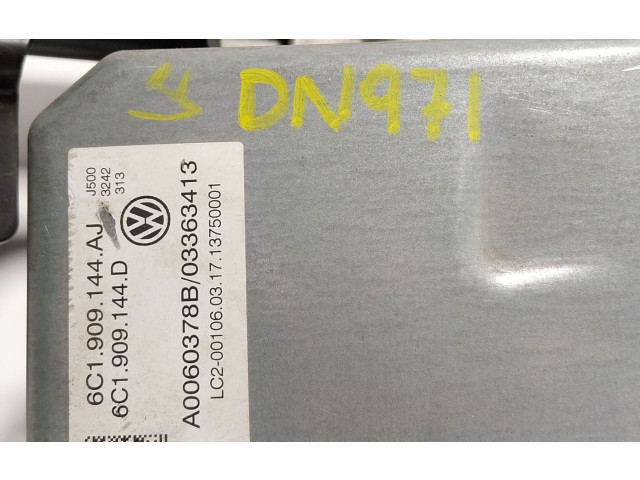 DN971
J500
3242
313
6C1.909.144.AJ
6C1.909.144.D
A0060378B/03363413
LC2-00106.03.17.13750001